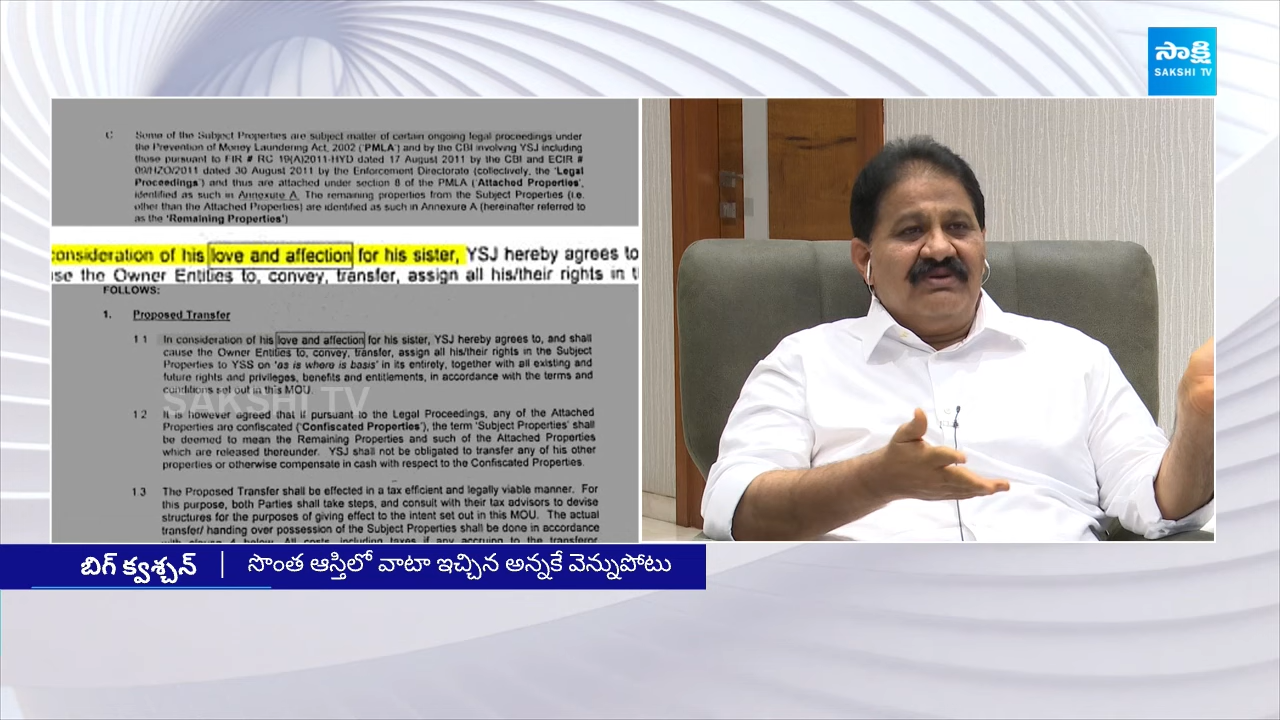 సాక్షి
SAKSHI TV
C Some of the Subject Properties are subject matter of certain ongoing legal proceedings under
the Prevention of Money Laundering Act, 2002 ('PMLA') and by the CBI involving YSJ including
those pursuant to FIR # RC 19(A)2011-HYD dated 17 August 2011 by the CBI and ECIR #
09/HZO/2011 dated 30 August 2011 by the Enforcement Directorate (collectively, the 'Legal
Proceedings') and thus are attached under section 8 of the PMLA ('Attached Properties',
identified as such in Annexure A. The remaining properties from the Subject Properties (i.e.
other than the Attached Properties) are identified as such in Annexure A (hereinafter referred to
as the 'Remaining Properties')
consideration of his love and affection for his sister, YSJ hereby agrees to
se the Owner Entities to, convey, transfer, assign all his/their rights in t
FOLLOWS:
1. Proposed Transfer
1.1 In consideration of his love and affection for his sister, YSJ hereby agrees to, and shall
cause the Owner Entities to, convey, transfer, assign all his/their rights in the Subject
Properties to YSS on 'as is where is basis' in its entirety, together with all existing and
future rights and privileges, benefits and entitlements, in accordance with the terms and
conditions set out in this MOU.
SAKSHI TV
1.2 It is however agreed that if pursuant to the Legal Proceedings, any of the Attached
Properties are confiscated ('Confiscated Properties'), the term 'Subject Properties' shall
be deemed to mean the Remaining Properties and such of the Attached Properties
which are released thereunder. YSJ shall not be obligated to transfer any of his other
properties or otherwise compensate in cash with respect to the Confiscated Properties.
1.3 The Proposed Transfer shall be effected in a tax efficient and legally viable manner. For
this purpose, both Parties shall take steps, and consult with their tax advisors to devise
structures for the purposes of giving effect to the intent set out in this MOU. The actual
transfer/ handing over possession of the Subject Properties shall be done in accordance
with clause 4 below. All costs, including taxes if any accruing to the transferor
బిగ్ క్వశ్చన్ | సొంత ఆస్తిలో వాటా ఇచ్చిన అన్నకే వెన్నుపోటు